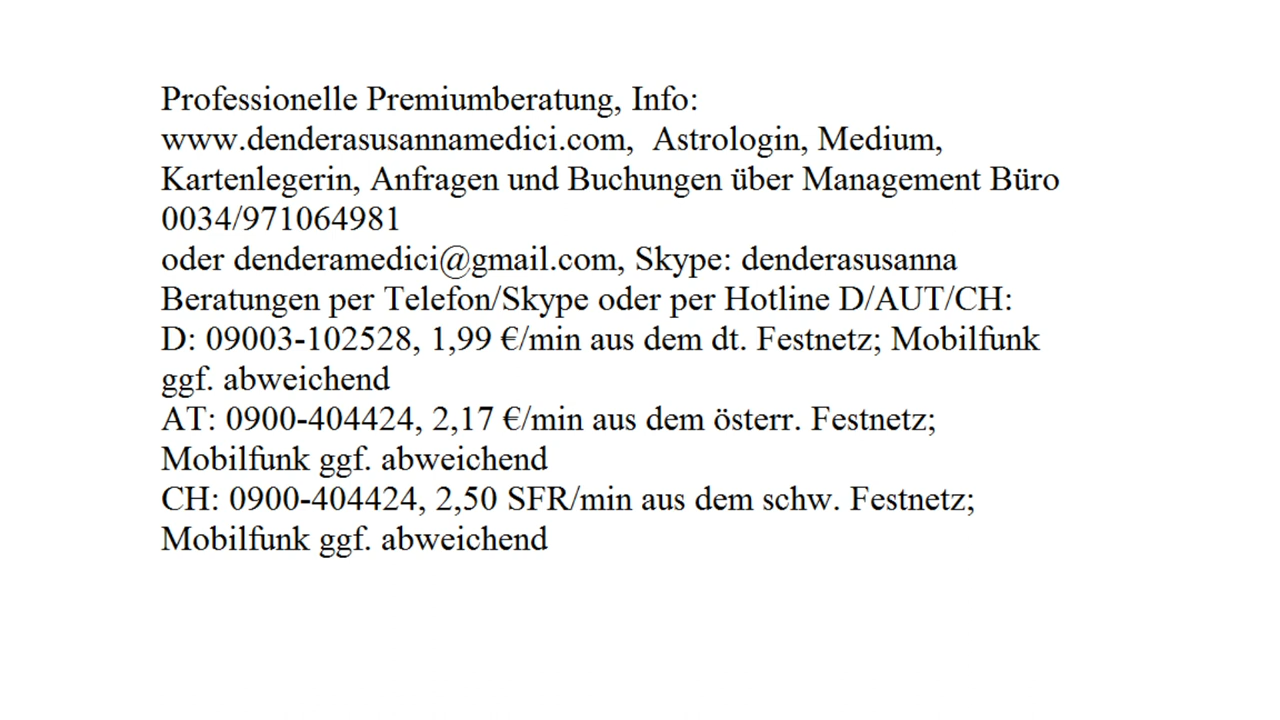 Professionelle Premiumberatung, Info:
www.denderasusannamedici.com,  Astrologin, Medium,
Kartenlegerin, Anfragen und Buchungen über Management Büro
0034/971064981
oder denderamedici@gmail.com, Skype: denderasusanna
Beratungen per Telefon/Skype oder per Hotline D/AUT/CH:
D: 09003-102528, 1,99 €/min aus dem dt. Festnetz; Mobilfunk
ggf. abweichend
AT: 0900-404424, 2,17 €/min aus dem österr. Festnetz;
Mobilfunk ggf. abweichend
CH: 0900-404424, 2,50 SFR/min aus dem schw. Festnetz;
Mobilfunk ggf. abweichend